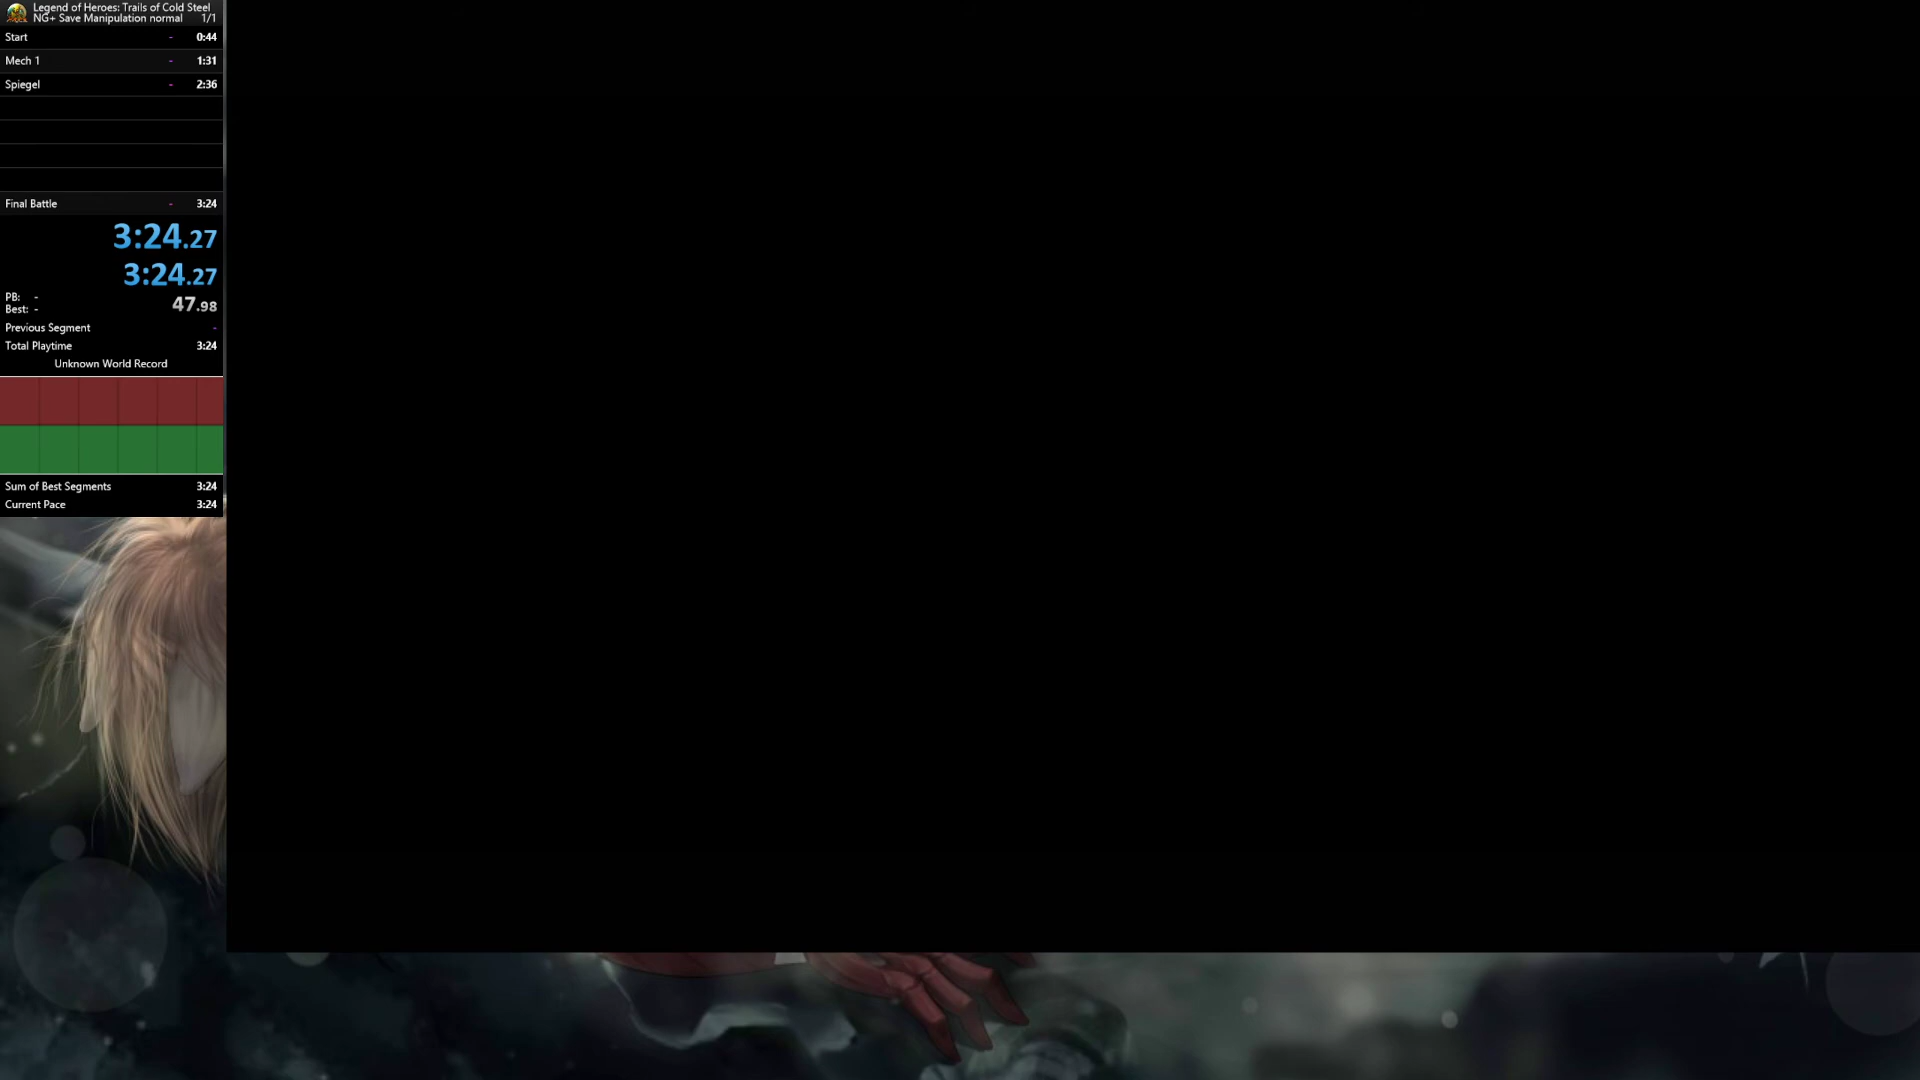 Legend of Heroes: Trails of Cold Steel
NG+ Save Manipulation normal 1/1
Start - 0:44
Mech 1 - 1:31
Spiegel - 2:36
Final Battle - 3:24
3:24.27
3:24.27
PB: - 47.98
Best: -
Previous Segment -
Total Playtime 3:24
Unknown World Record
Sum of Best Segments 3:24
Current Pace 3:24